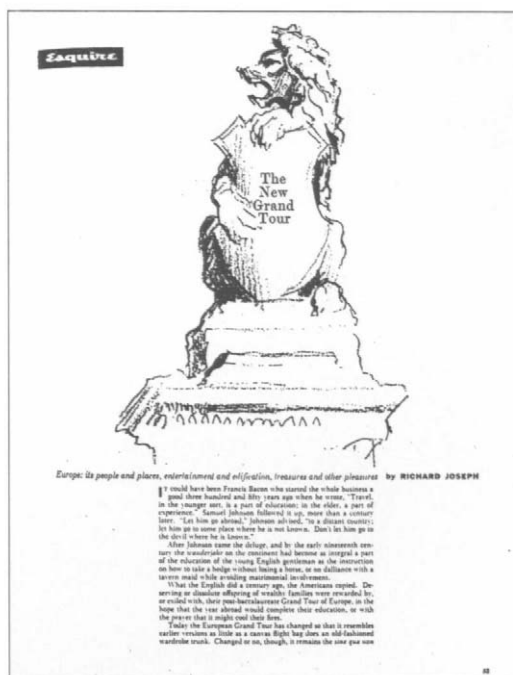 Esquire
The
New
Grand
Tour
Europe: its people and places, entertainment and edification, treasures and other pleasures by RICHARD JOSEPH
IT could have been Francis Bacon who started the whole business a
good three hundred and fifty years ago when he wrote, "Travel,
in the younger sort, is a part of education; in the elder, a part of
experience." Samuel Johnson followed it up, more than a century
later. "Let him go abroad," Johnson advised, "to a distant country;
let him go to some place where he is not known. Don't let him go to
the devil where he is known."
After Johnson came the deluge, and by the early nineteenth cen-
tury the wanderjahr on the continent had become as integral a part
of the education of the young English gentleman as the instruction
on how to take a hedge without losing a horse, or on dalliance with a
tavern maid while avoiding matrimonial involvement.
What the English did a century ago, the Americans copied. De-
serving or dissolute offspring of wealthy families were rewarded by,
or exiled with, their post-baccalaureate Grand Tour of Europe, in the
hope that the year abroad would complete their education, or with
the prayer that it might cool their fires.
Today the European Grand Tour has changed so that it resembles
earlier versions as little as a canvas flight bag does an old-fashioned
wardrobe trunk. Changed or no, though, it remains the sine qua non